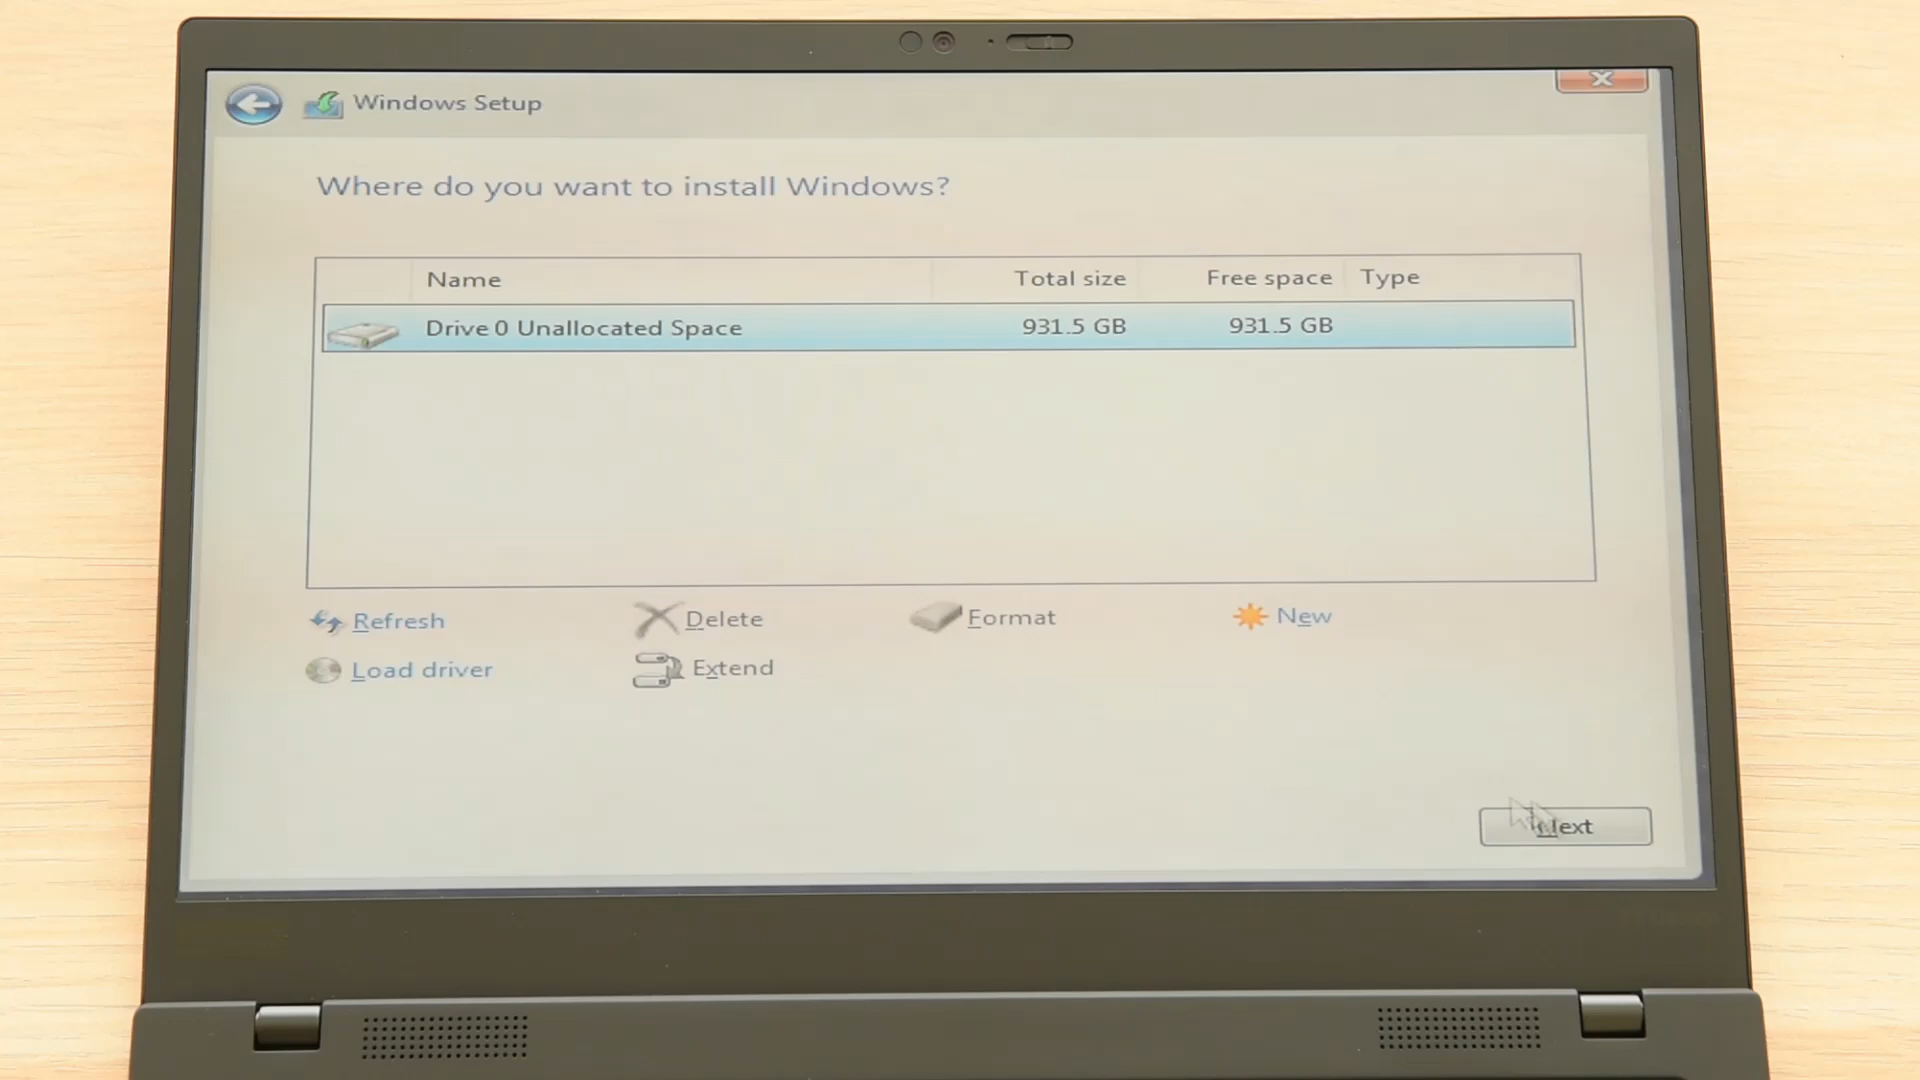 Windows Setup
Where do you want to install Windows?
Name Total size Free space Type
Drive 0 Unallocated Space 931.5 GB 931.5 GB
Refresh Delete Format New
Load driver Extend
Next